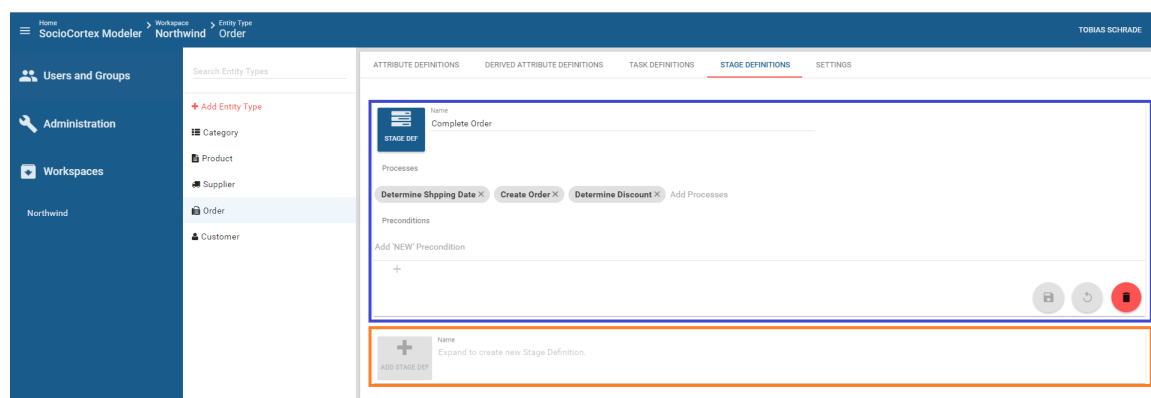 Home Workspace Entity Type
SocioCortex Modeler Northwind Order
TOBIAS SCHRADE
Users and Groups
Administration
Workspaces
Northwind
Search Entity Types
+ Add Entity Type
Category
Product
Supplier
Order
Customer
ATTRIBUTE DEFINITIONS DERIVED ATTRIBUTE DEFINITIONS TASK DEFINITIONS STAGE DEFINITIONS SETTINGS
STAGE DEF
Name
Complete Order
Processes
Determine Shpping Date × Create Order × Determine Discount × Add Processes
Preconditions
Add 'NEW' Precondition
+
ADD STAGE DEF
Name
Expand to create new Stage Definition.